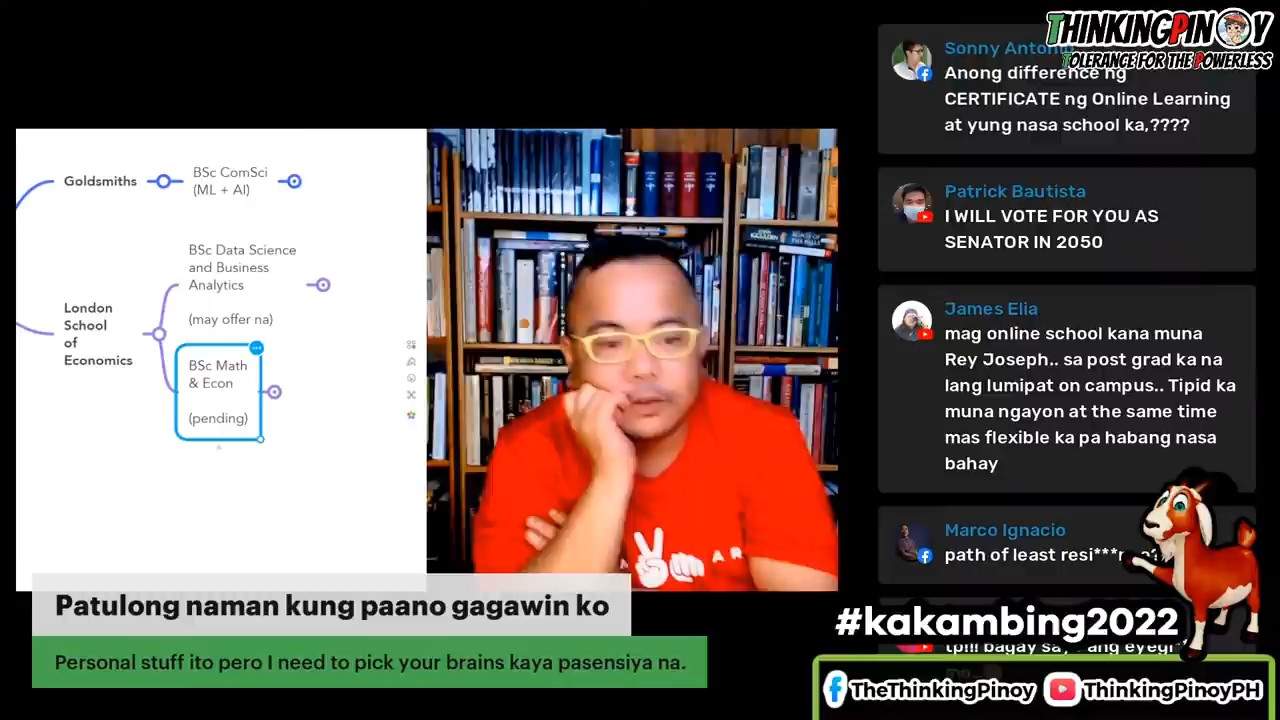 THINKINGPINOY
TOLERANCE FOR THE POWERLESS
Goldsmiths
BSc ComSci
(ML + AI)
London
School
of
Economics
BSc Data Science
and Business
Analytics
(may offer na)
BSc Math
& Econ
(pending)
Sonny Antonio
Anong difference ng
CERTIFICATE ng Online Learning
at yung nasa school ka,????
Patrick Bautista
I WILL VOTE FOR YOU AS
SENATOR IN 2050
James Elia
mag online school kana muna
Rey Joseph.. sa post grad ka na
lang lumipat on campus.. Tipid ka
muna ngayon at the same time
mas flexible ka pa habang nasa
bahay
Marco Ignacio
path of least
#kakambing2022
bagay
Patulong naman kung paano gagawin ko
Personal stuff ito pero I need to pick your brains kaya pasensiya na.
TheThinkingPinoy
ThinkingPinoyPH